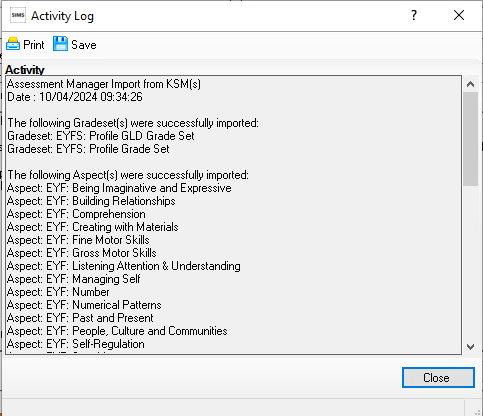 SIMS Activity Log ?
Print Save
Activity
Assessment Manager Import from KSM(s)
Date : 10/04/2024 09:34:26
The following Gradeset(s) were successfully imported:
Gradeset: EYFS: Profile GLD Grade Set
Gradeset: EYFS: Profile Grade Set
The following Aspect(s) were successfully imported:
Aspect: EYF: Being Imaginative and Expressive
Aspect: EYF: Building Relationships
Aspect: EYF: Comprehension
Aspect: EYF: Creating with Materials
Aspect: EYF: Fine Motor Skills
Aspect: EYF: Gross Motor Skills
Aspect: EYF: Listening Attention & Understanding
Aspect: EYF: Managing Self
Aspect: EYF: Number
Aspect: EYF: Numerical Patterns
Aspect: EYF: Past and Present
Aspect: EYF: People, Culture and Communities
Aspect: EYF: Self-Regulation
Close